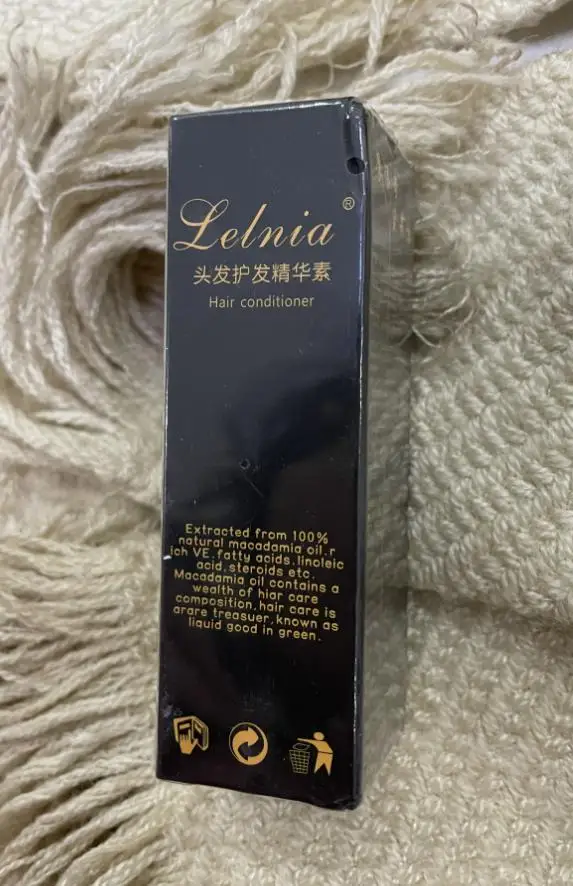 Lelnia®
头发护发精华素
Hair conditioner
Extracted from 100%
natural macadamia oil.r
ich VE.fatty acids.linoleic
acid.steroids etc.
Macadamia oil contains a
wealth of hiar care
composition.hair care is
arare treasuer.known as
liquid good in green.